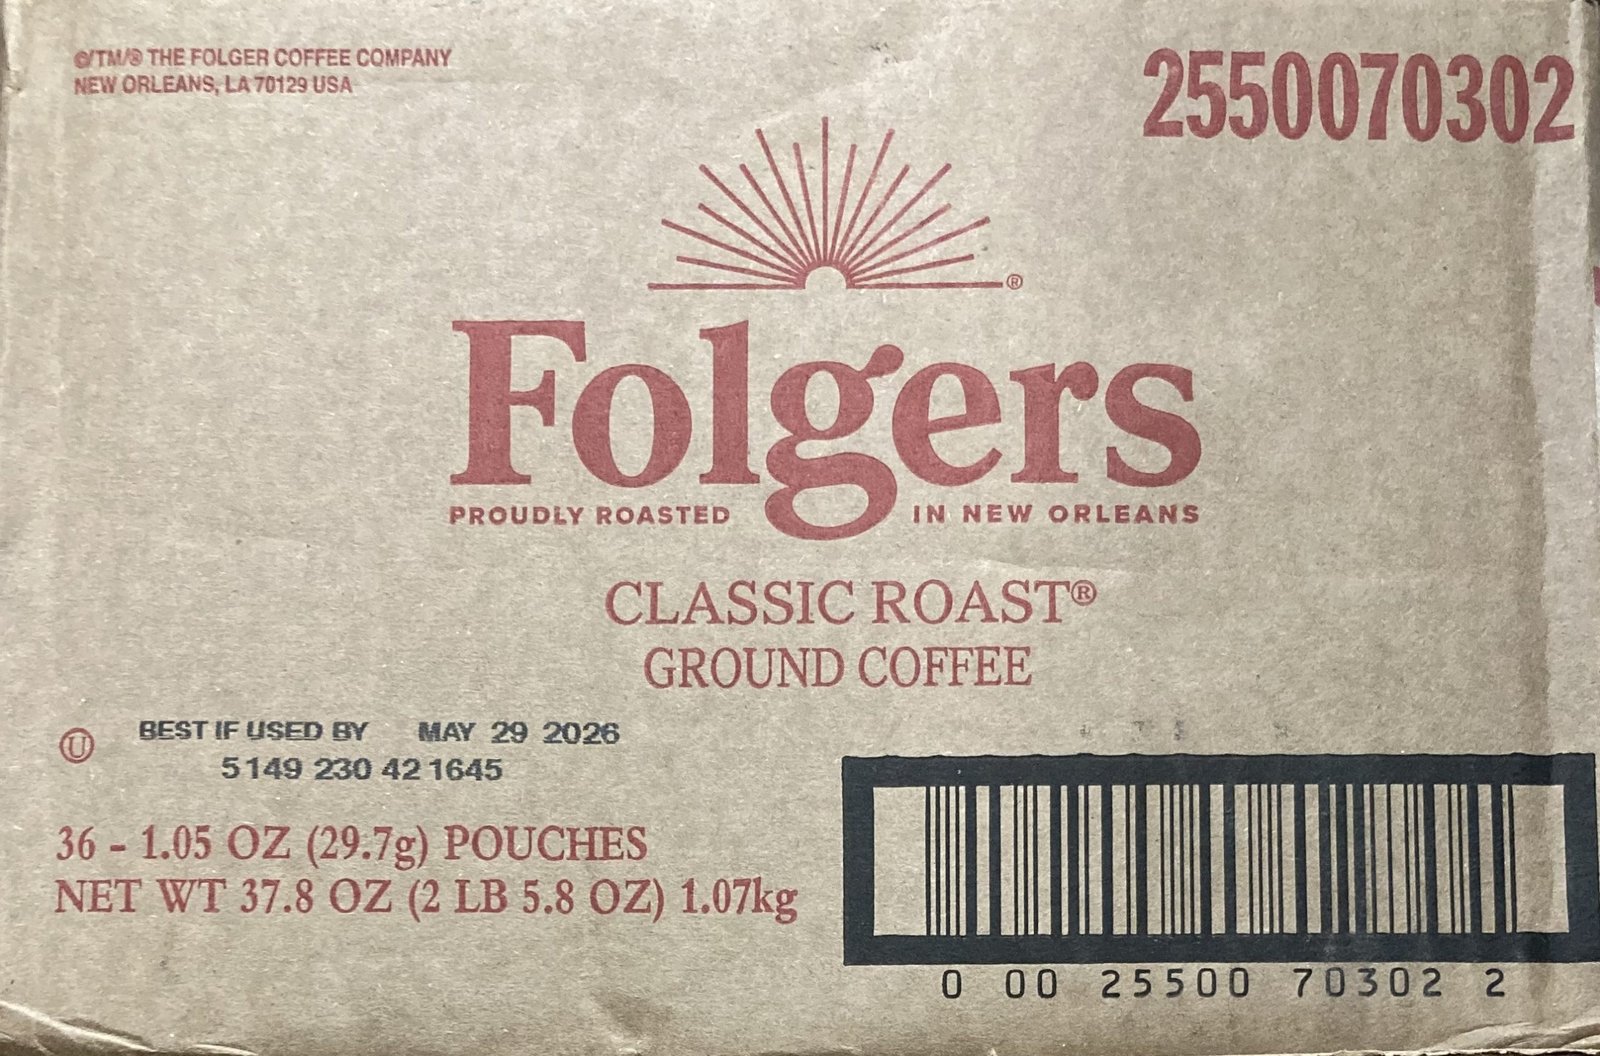 ©/TM/® THE FOLGER COFFEE COMPANY
NEW ORLEANS, LA 70129 USA
2550070302
®
Folgers
PROUDLY ROASTED IN NEW ORLEANS
CLASSIC ROAST®
GROUND COFFEE
U
BEST IF USED BY MAY 29 2026
5149 230 42 1645
36 - 1.05 OZ (29.7g) POUCHES
NET WT 37.8 OZ (2 LB 5.8 OZ) 1.07kg
0 00 25500 70302 2